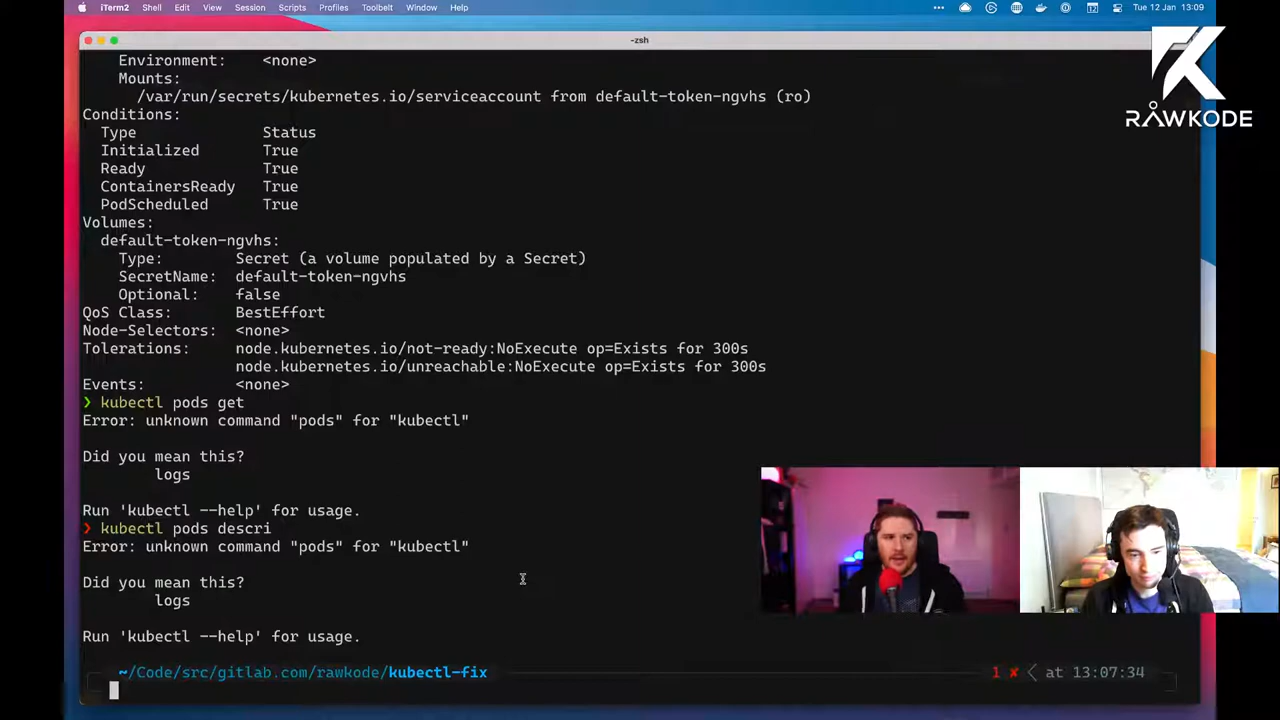 iTerm2 Shell Edit View Session Scripts Profiles Toolbelt Window Help
Tue 12 Jan 13:09
-zsh
RAWKODE
Environment: <none>
Mounts:
/var/run/secrets/kubernetes.io/serviceaccount from default-token-ngvhs (ro)
Conditions:
Type Status
Initialized True
Ready True
ContainersReady True
PodScheduled True
Volumes:
default-token-ngvhs:
Type: Secret (a volume populated by a Secret)
SecretName: default-token-ngvhs
Optional: false
QoS Class: BestEffort
Node-Selectors: <none>
Tolerations: node.kubernetes.io/not-ready:NoExecute op=Exists for 300s
node.kubernetes.io/unreachable:NoExecute op=Exists for 300s
Events: <none>
❯ kubectl pods get
Error: unknown command "pods" for "kubectl"
Did you mean this?
logs
Run 'kubectl --help' for usage.
❯ kubectl pods descri
Error: unknown command "pods" for "kubectl"
Did you mean this?
logs
Run 'kubectl --help' for usage.
~/Code/src/gitlab.com/rawkode/kubectl-fix 1 ✘ at 13:07:34